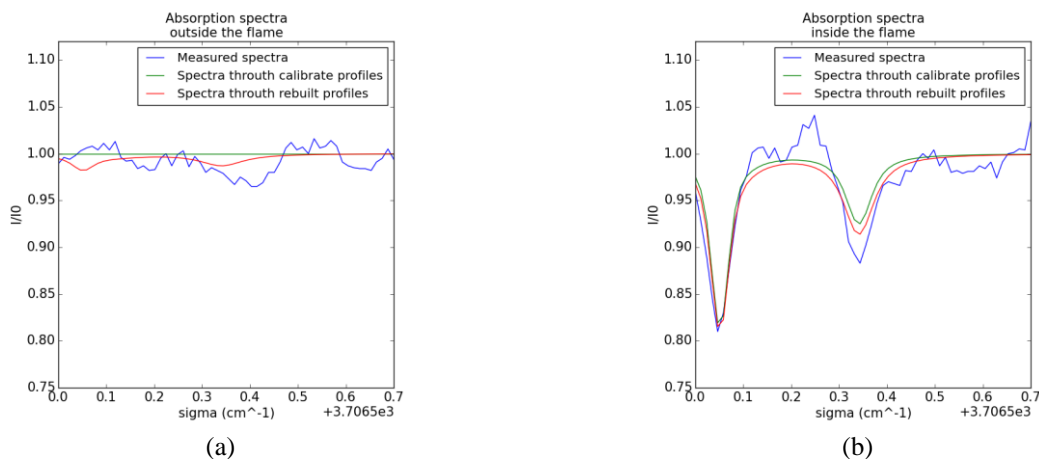 Absorption spectra
outside the flame
Measured spectra
Spectra throuth calibrate profiles
Spectra throuth rebuilt profiles
1.10
1.05
1.00
0.95
0.90
0.85
0.80
0.75
I/I0
0.0 0.1 0.2 0.3 0.4 0.5 0.6 0.7
sigma (cm^-1) +3.7065e3
(a)
Absorption spectra
inside the flame
Measured spectra
Spectra throuth calibrate profiles
Spectra throuth rebuilt profiles
1.10
1.05
1.00
0.95
0.90
0.85
0.80
0.75
I/I0
0.0 0.1 0.2 0.3 0.4 0.5 0.6 0.7
sigma (cm^-1) +3.7065e3
(b)